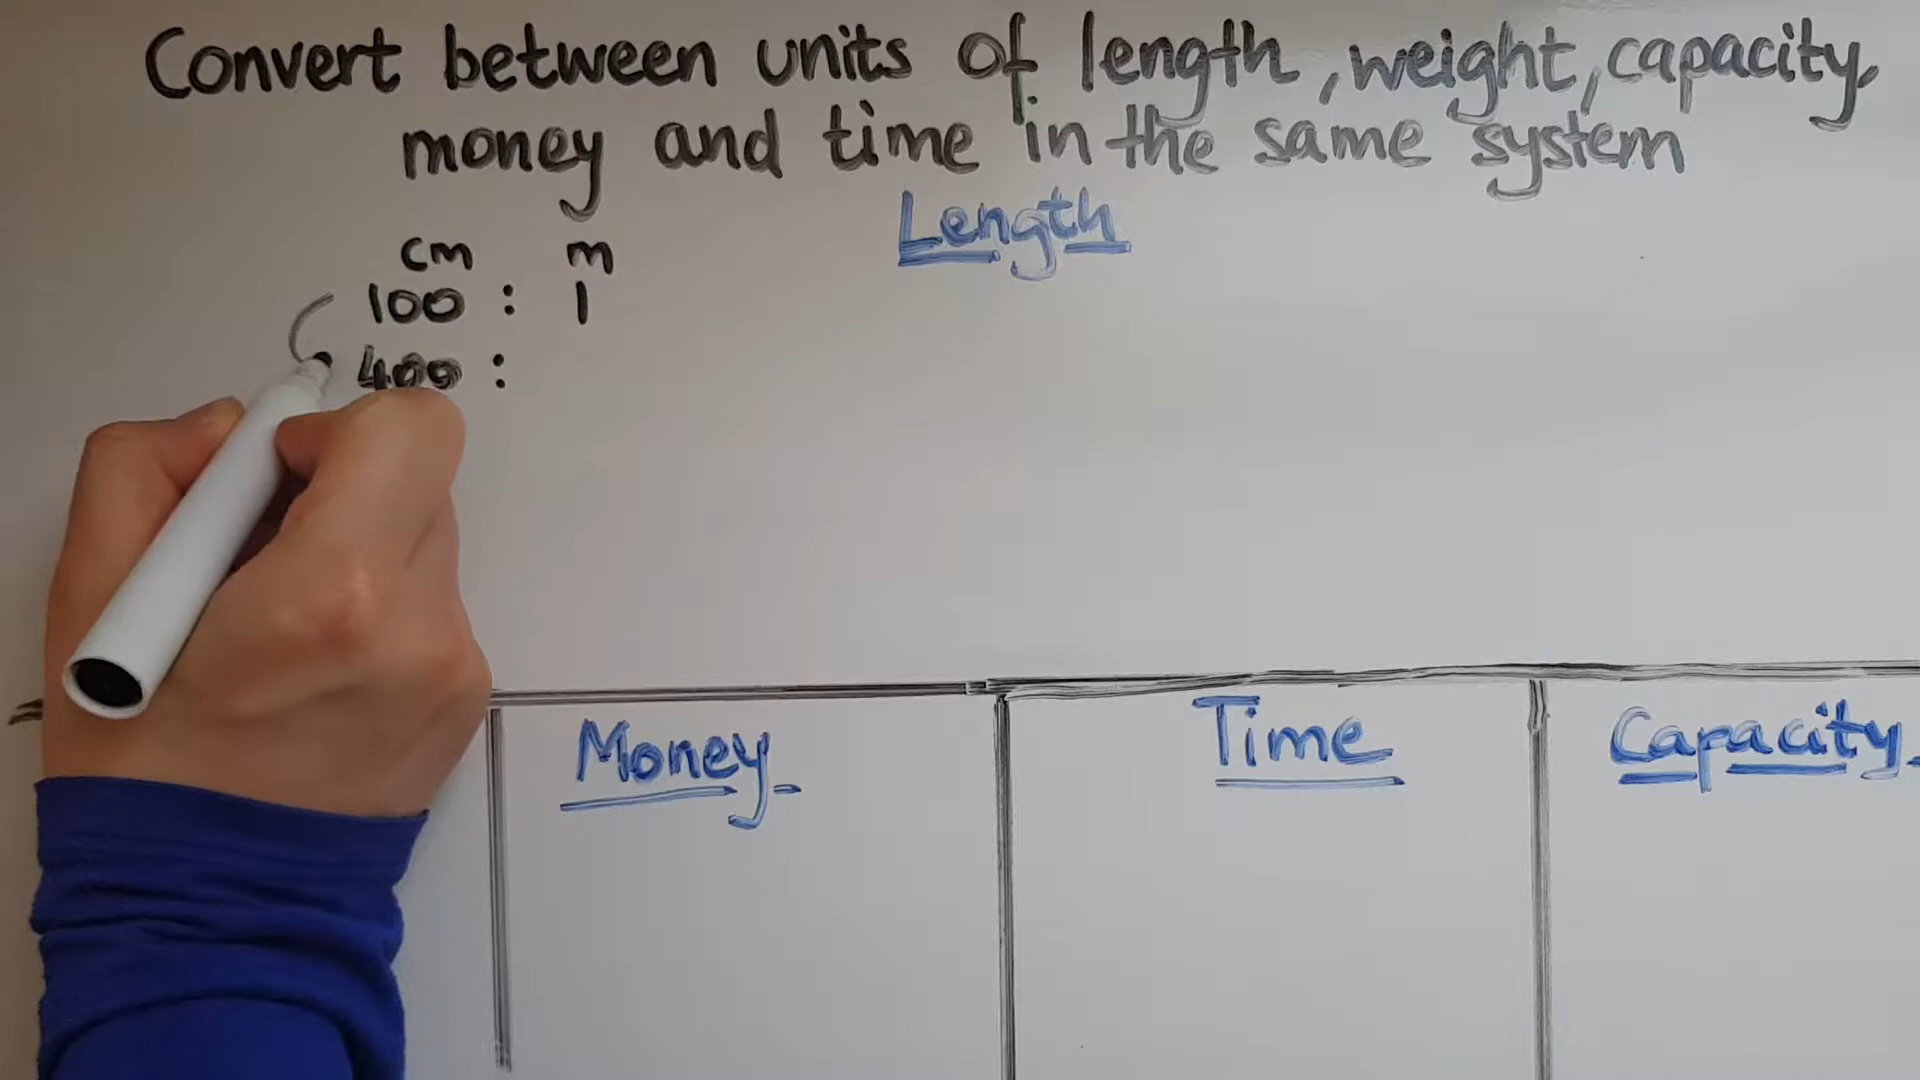 Convert between units of length, weight, capacity,
money and time in the same system
Length
cm m
100 : 1
400 :
Money
Time
Capacity